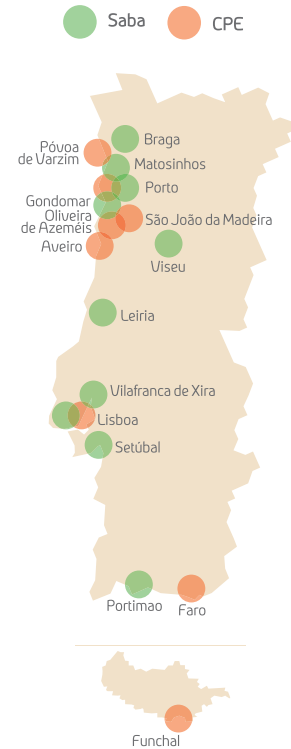 Saba
CPE
Braga
Póvoa
de Varzim
Matosinhos
Porto
Gondomar
Oliveira
de Azeméis
São João da Madeira
Aveiro
Viseu
Leiria
Vilafranca de Xira
Lisboa
Setúbal
Portimao
Faro
Funchal